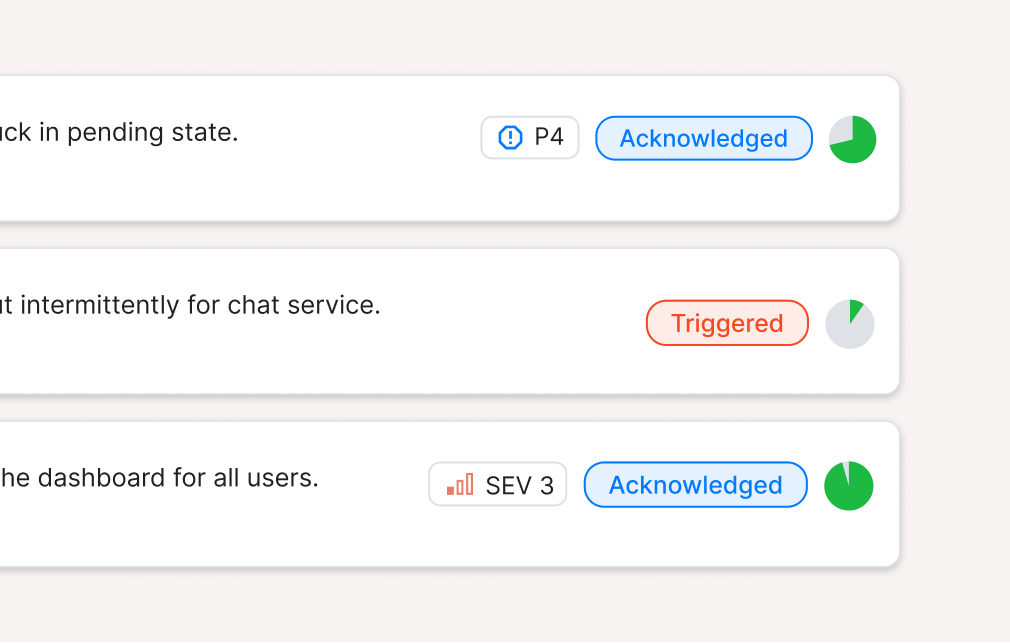 uck in pending state. P4 Acknowledged
ut intermittently for chat service. Triggered
he dashboard for all users. SEV 3 Acknowledged